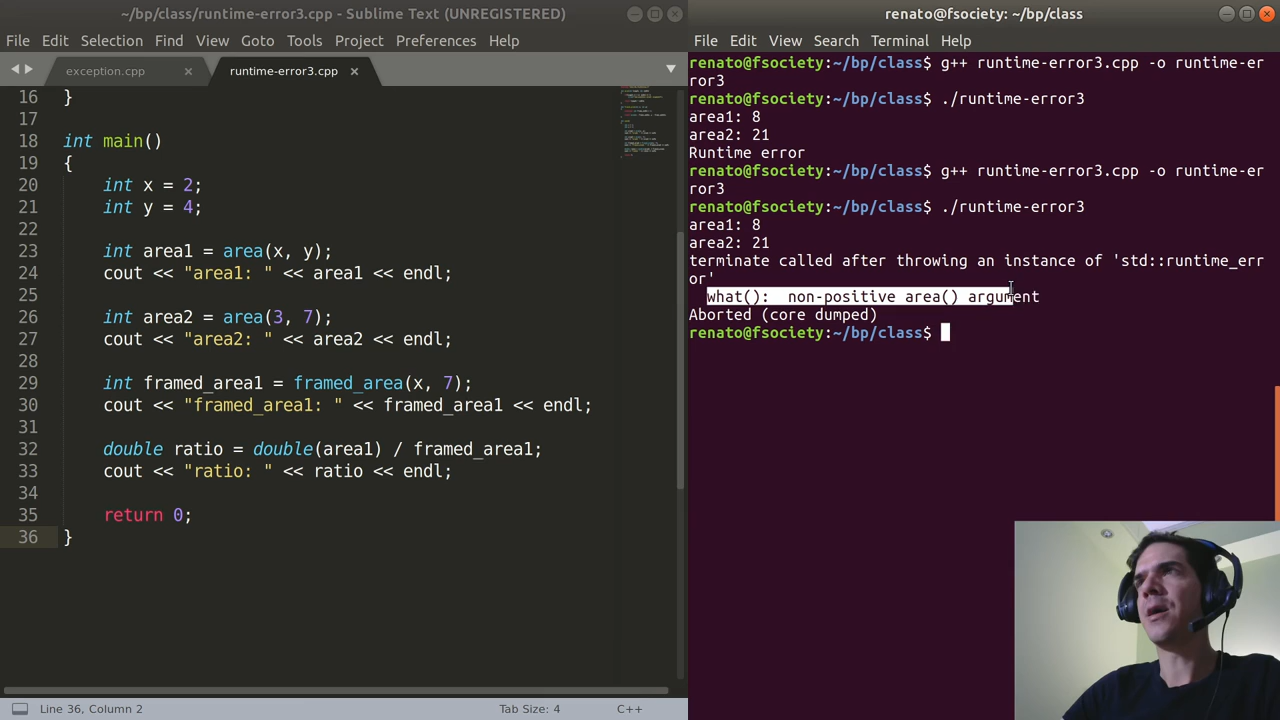 ~/bp/class/runtime-error3.cpp - Sublime Text (UNREGISTERED)
File Edit Selection Find View Goto Tools Project Preferences Help
exception.cpp × runtime-error3.cpp ×
16 }
17
18 int main()
19 {
20 int x = 2;
21 int y = 4;
22
23 int area1 = area(x, y);
24 cout << "area1: " << area1 << endl;
25
26 int area2 = area(3, 7);
27 cout << "area2: " << area2 << endl;
28
29 int framed_area1 = framed_area(x, 7);
30 cout << "framed_area1: " << framed_area1 << endl;
31
32 double ratio = double(area1) / framed_area1;
33 cout << "ratio: " << ratio << endl;
34
35 return 0;
36 }
Line 36, Column 2 Tab Size: 4 C++
renato@fsociety: ~/bp/class
File Edit View Search Terminal Help
renato@fsociety:~/bp/class$ g++ runtime-error3.cpp -o runtime-er
ror3
renato@fsociety:~/bp/class$ ./runtime-error3
area1: 8
area2: 21
Runtime error
renato@fsociety:~/bp/class$ g++ runtime-error3.cpp -o runtime-er
ror3
renato@fsociety:~/bp/class$ ./runtime-error3
area1: 8
area2: 21
terminate called after throwing an instance of 'std::runtime_err
or'
what():  non-positive area() argument
Aborted (core dumped)
renato@fsociety:~/bp/class$